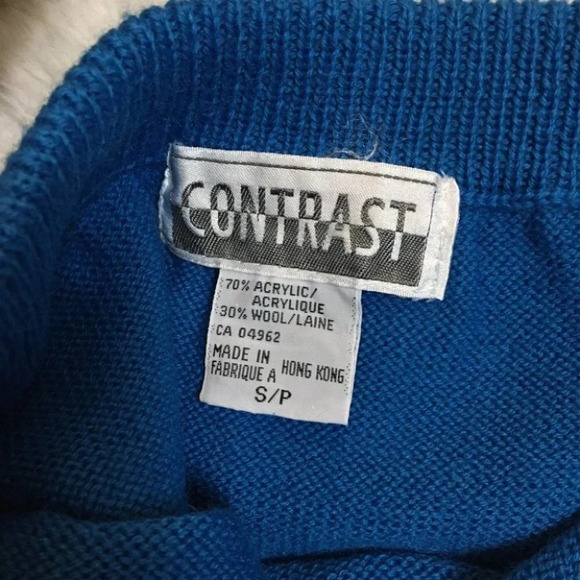 CONTRAST
70% ACRYLIC/
ACRYLIQUE
30% WOOL/LAINE
CA 04962
MADE IN HONG KONG
FABRIQUE A
S/P